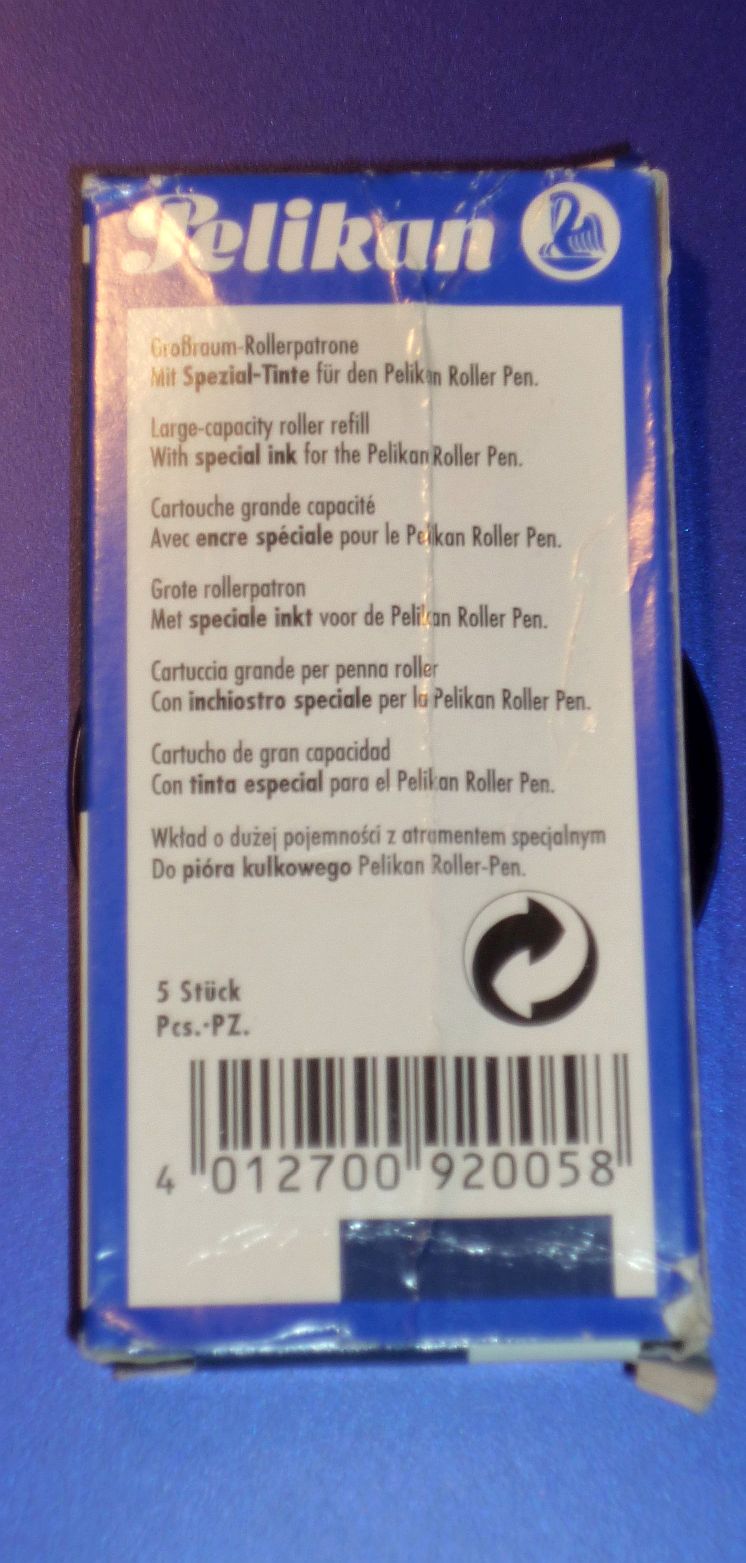 Pelikan
Großraum-Rollerpatrone
Mit Spezial-Tinte für den Pelikan Roller Pen.
Large-capacity roller refill
With special ink for the Pelikan Roller Pen.
Cartouche grande capacité
Avec encre spéciale pour le Pelikan Roller Pen.
Grote rollerpatron
Met speciale inkt voor de Pelikan Roller Pen.
Cartuccia grande per penna roller
Con inchiostro speciale per la Pelikan Roller Pen.
Cartucho de gran capacidad
Con tinta especial para el Pelikan Roller Pen.
Wkład o dużej pojemności z atramentem specjalnym
Do pióra kulkowego Pelikan Roller-Pen.
5 Stück
Pcs.-PZ.
4 012700 920058